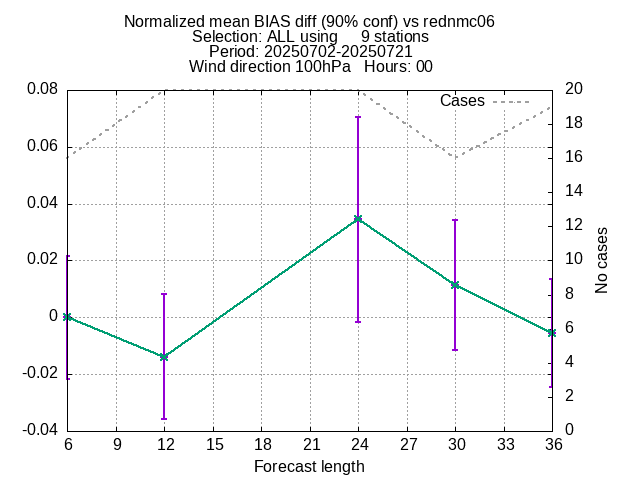 Normalized mean BIAS diff (90% conf) vs rednmc06
Selection: ALL using     9 stations
Period: 20250702-20250721
Wind direction 100hPa   Hours: 00
Cases
0.08
0.06
0.04
0.02
0
-0.02
-0.04
20
18
16
14
12
10
8
6
4
2
0
No cases
6 9 12 15 18 21 24 27 30 33 36
Forecast length